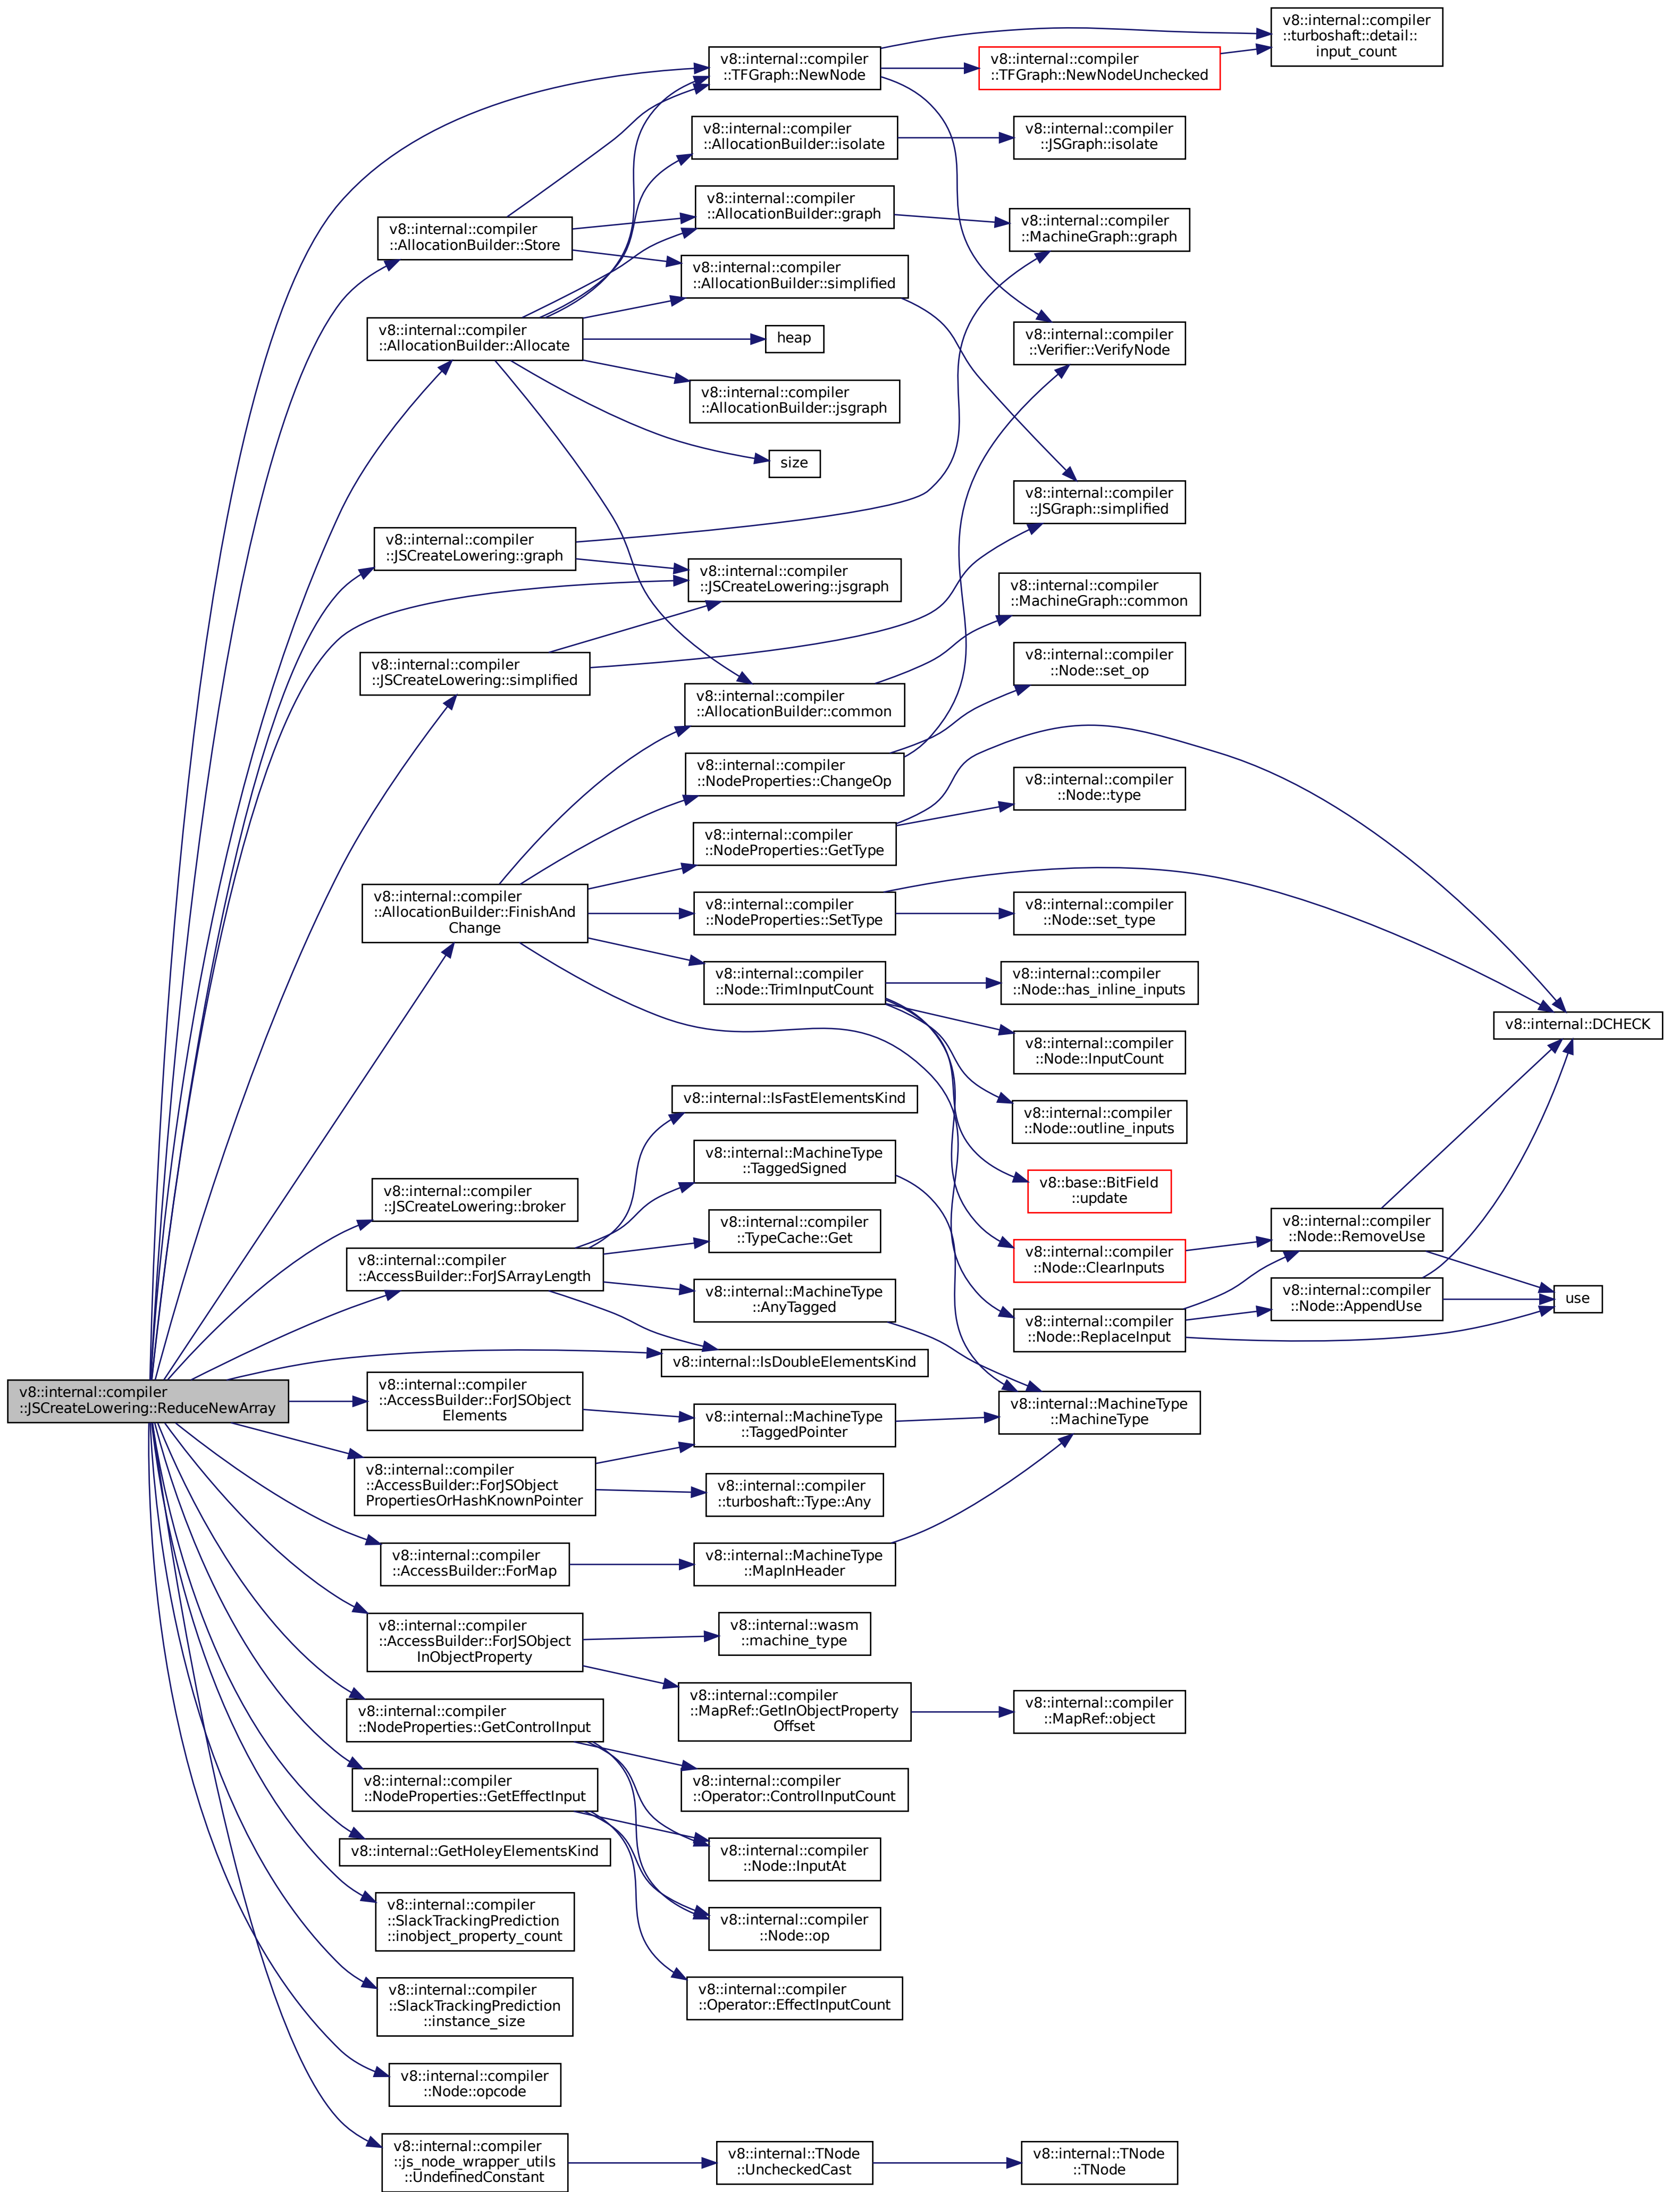 v8::internal::compiler
::turboshaft::detail::
input_count
v8::internal::compiler
::TFGraph::NewNode
v8::internal::compiler
::TFGraph::NewNodeUnchecked
v8::internal::compiler
::AllocationBuilder::isolate
v8::internal::compiler
::JSGraph::isolate
v8::internal::compiler
::AllocationBuilder::graph
v8::internal::compiler
::MachineGraph::graph
v8::internal::compiler
::AllocationBuilder::Store
v8::internal::compiler
::AllocationBuilder::simplified
v8::internal::compiler
::AllocationBuilder::Allocate
heap
v8::internal::compiler
::Verifier::VerifyNode
v8::internal::compiler
::AllocationBuilder::jsgraph
size
v8::internal::compiler
::JSGraph::simplified
v8::internal::compiler
::JSCreateLowering::graph
v8::internal::compiler
::JSCreateLowering::jsgraph
v8::internal::compiler
::MachineGraph::common
v8::internal::compiler
::JSCreateLowering::simplified
v8::internal::compiler
::Node::set_op
v8::internal::compiler
::AllocationBuilder::common
v8::internal::compiler
::NodeProperties::ChangeOp
v8::internal::compiler
::Node::type
v8::internal::compiler
::NodeProperties::GetType
v8::internal::compiler
::AllocationBuilder::FinishAnd
Change
v8::internal::compiler
::NodeProperties::SetType
v8::internal::compiler
::Node::set_type
v8::internal::compiler
::Node::TrimInputCount
v8::internal::compiler
::Node::has_inline_inputs
v8::internal::DCHECK
v8::internal::compiler
::Node::InputCount
v8::internal::IsFastElementsKind
v8::internal::compiler
::Node::outline_inputs
v8::internal::MachineType
::TaggedSigned
v8::base::BitField
::update
v8::internal::compiler
::JSCreateLowering::broker
v8::internal::compiler
::TypeCache::Get
v8::internal::compiler
::Node::RemoveUse
v8::internal::compiler
::AccessBuilder::ForJSArrayLength
v8::internal::compiler
::Node::ClearInputs
v8::internal::MachineType
::AnyTagged
v8::internal::compiler
::Node::AppendUse
use
v8::internal::compiler
::Node::ReplaceInput
v8::internal::IsDoubleElementsKind
v8::internal::compiler
::JSCreateLowering::ReduceNewArray
v8::internal::compiler
::AccessBuilder::ForJSObject
Elements
v8::internal::MachineType
::TaggedPointer
v8::internal::MachineType
::MachineType
v8::internal::compiler
::AccessBuilder::ForJSObject
PropertiesOrHashKnownPointer
v8::internal::compiler
::turboshaft::Type::Any
v8::internal::compiler
::AccessBuilder::ForMap
v8::internal::MachineType
::MapInHeader
v8::internal::compiler
::AccessBuilder::ForJSObject
InObjectProperty
v8::internal::wasm
::machine_type
v8::internal::compiler
::MapRef::GetInObjectProperty
Offset
v8::internal::compiler
::MapRef::object
v8::internal::compiler
::NodeProperties::GetControlInput
v8::internal::compiler
::NodeProperties::GetEffectInput
v8::internal::compiler
::Operator::ControlInputCount
v8::internal::GetHoleyElementsKind
v8::internal::compiler
::Node::InputAt
v8::internal::compiler
::SlackTrackingPrediction
::inobject_property_count
v8::internal::compiler
::Node::op
v8::internal::compiler
::SlackTrackingPrediction
::instance_size
v8::internal::compiler
::Operator::EffectInputCount
v8::internal::compiler
::Node::opcode
v8::internal::compiler
::js_node_wrapper_utils
::UndefinedConstant
v8::internal::TNode
::UncheckedCast
v8::internal::TNode
::TNode